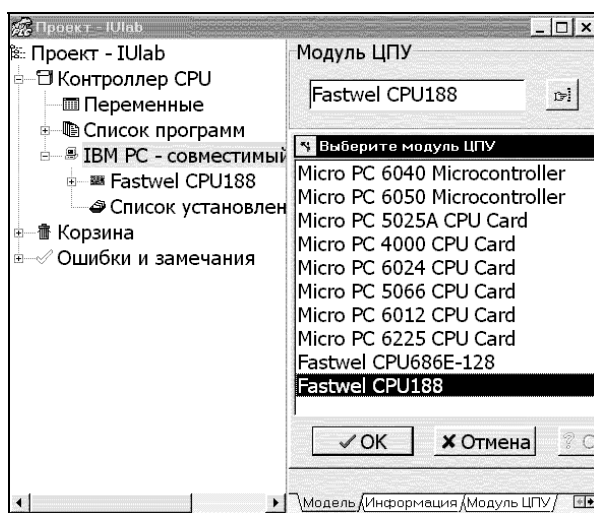 Проект - IUlab
Проект - IUlab
Контроллер CPU
Переменные
Список программ
IBM PC - совместимый
Fastwel CPU188
Список установлен
Корзина
Ошибки и замечания
Модуль ЦПУ
Fastwel CPU188
Выберите модуль ЦПУ
Micro PC 6040 Microcontroller
Micro PC 6050 Microcontroller
Micro PC 5025A CPU Card
Micro PC 4000 CPU Card
Micro PC 6024 CPU Card
Micro PC 5066 CPU Card
Micro PC 6012 CPU Card
Micro PC 6225 CPU Card
Fastwel CPU686E-128
Fastwel CPU188
OK
Отмена
? С
Модель Информация Модуль ЦПУ